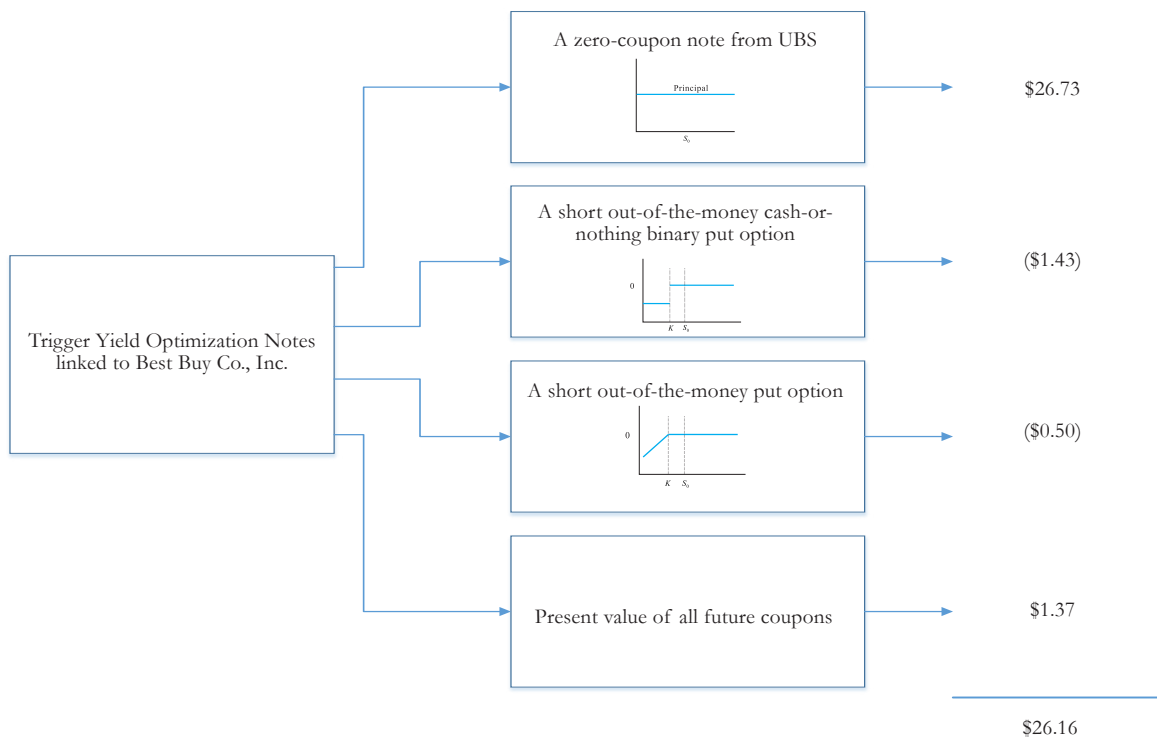 A zero-coupon note from UBS
Principal
S0
$26.73
A short out-of-the-money cash-or-
nothing binary put option
0
K
S0
($1.43)
Trigger Yield Optimization Notes
linked to Best Buy Co., Inc.
A short out-of-the-money put option
0
K
S0
($0.50)
Present value of all future coupons
$1.37
$26.16